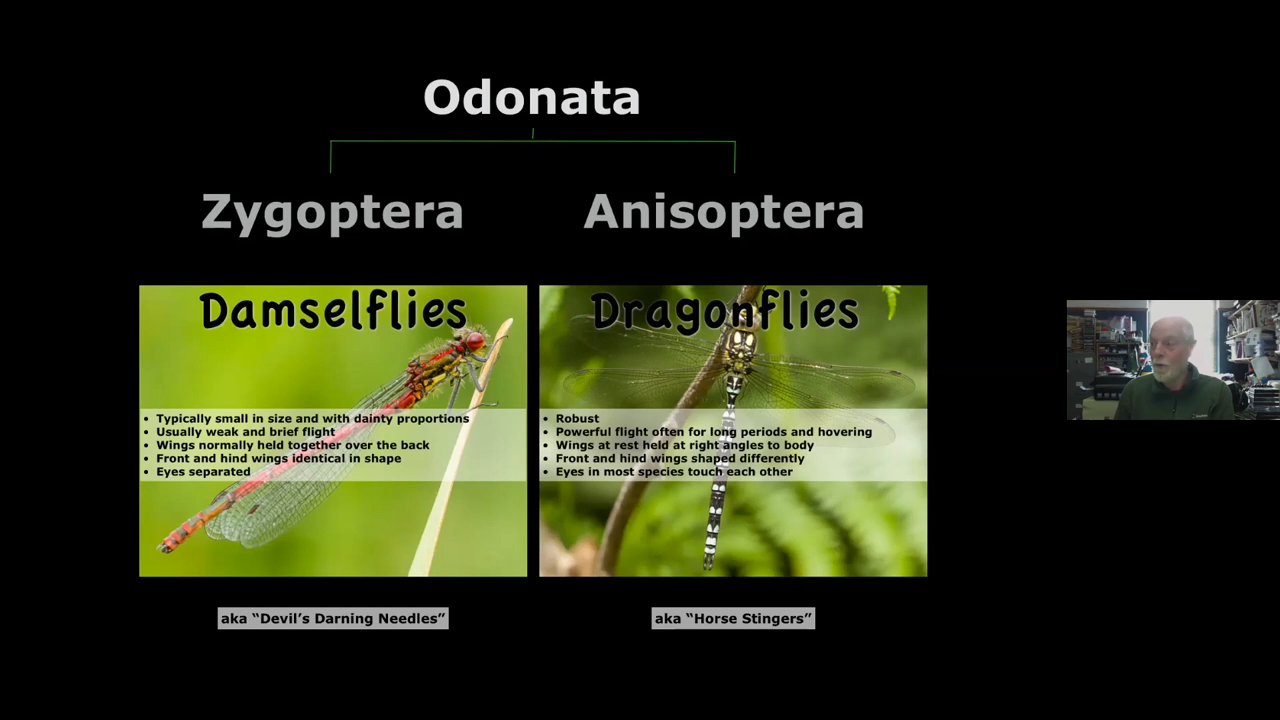 Odonata
Zygoptera
Anisoptera
Damselflies
• Typically small in size and with dainty proportions
• Usually weak and brief flight
• Wings normally held together over the back
• Front and hind wings identical in shape
• Eyes separated
Dragonflies
• Robust
• Powerful flight often for long periods and hovering
• Wings at rest held at right angles to body
• Front and hind wings shaped differently
• Eyes in most species touch each other
aka “Devil’s Darning Needles”
aka “Horse Stingers”